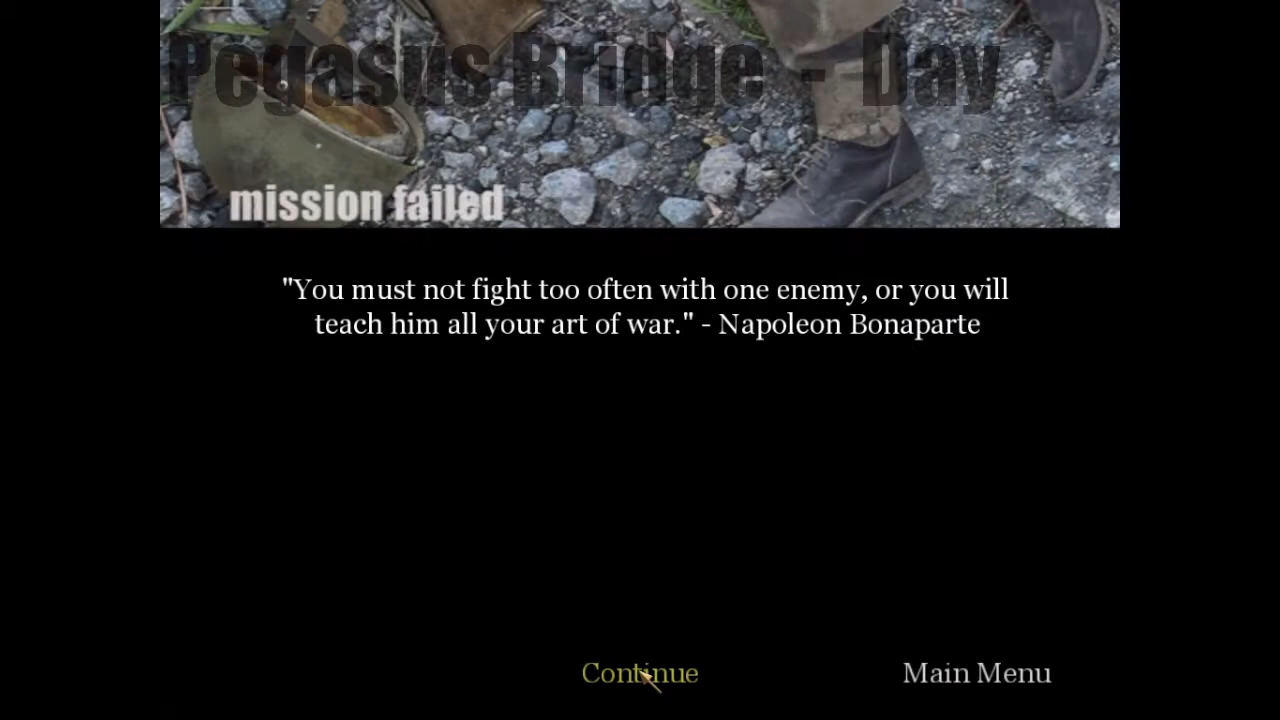 Pegasus Bridge - Day
mission failed
"You must not fight too often with one enemy, or you will
teach him all your art of war." - Napoleon Bonaparte
Continue
Main Menu